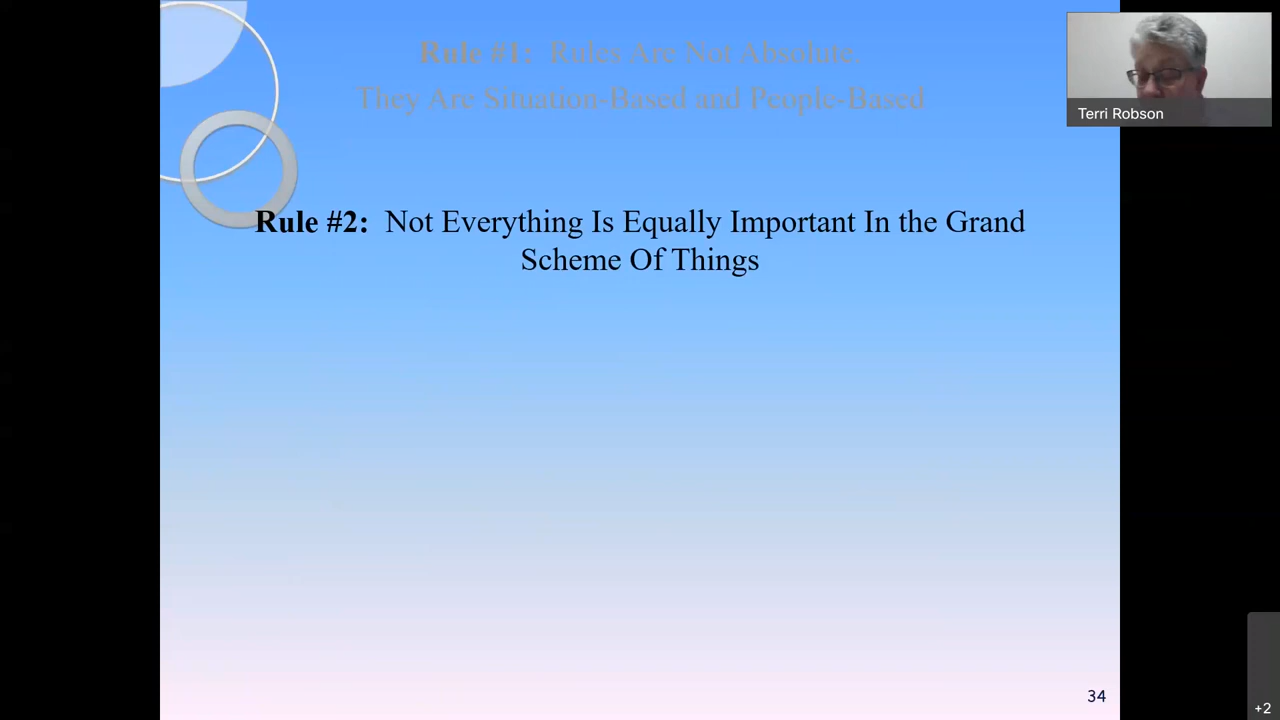 Rule #1: Rules Are Not Absolute.
They Are Situation-Based and People-Based
Terri Robson
Rule #2: Not Everything Is Equally Important In the Grand
Scheme Of Things
34
+2